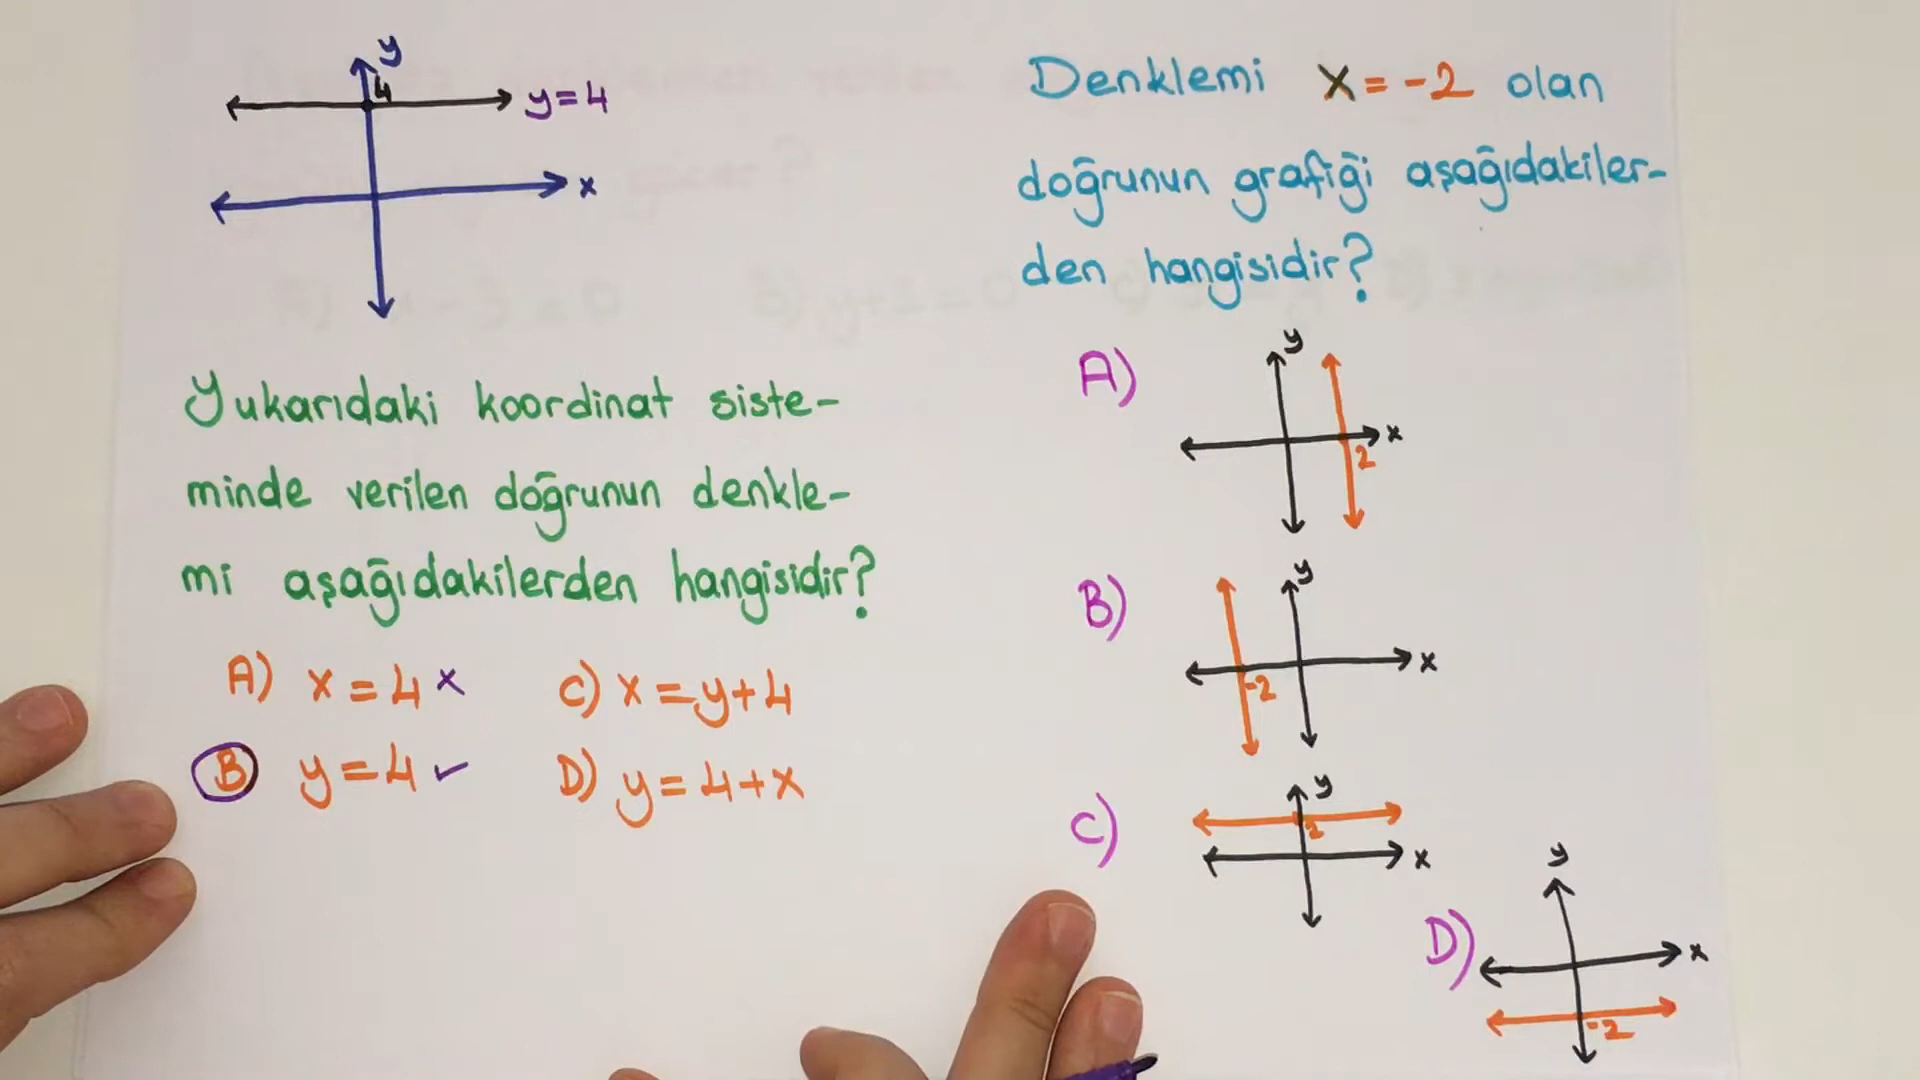 y
4
y=4
x
Yukarıdaki koordinat siste-
minde verilen doğrunun denkle-
mi aşağıdakilerden hangisidir?
A) x=4 x
C) x=y+4
B) y=4 ✓
D) y=4+x
Denklemi x=-2 olan
doğrunun grafiği aşağıdakiler-
den hangisidir?
A)
y
x
2
B)
y
x
-2
C)
y
2
x
D)
y
x
-2